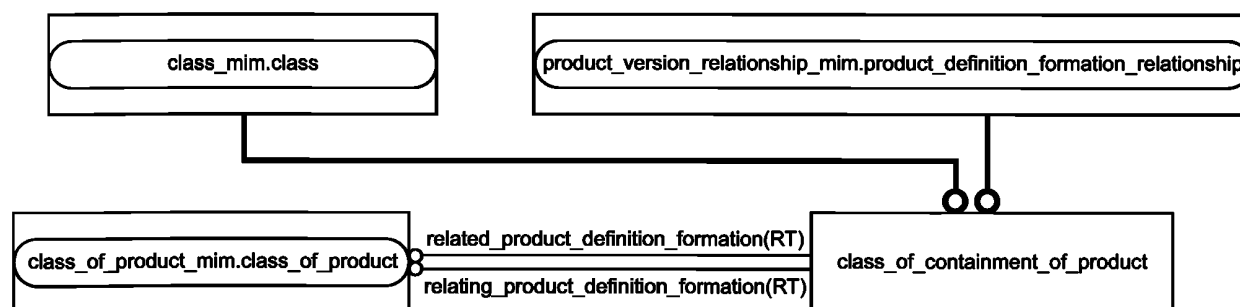 class_mim.class
product_version_relationship_mim.product_definition_formation_relationship
related_product_definition_formation(RT)
class_of_product_mim.class_of_product
class_of_containment_of_product
relating_product_definition_formation(RT)